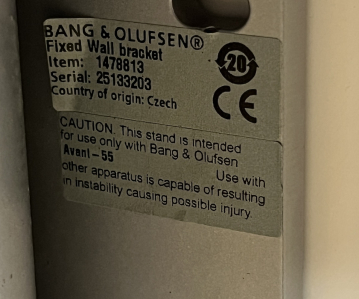 BANG & OLUFSEN®
Fixed Wall bracket
Item: 1478813
Serial: 25133203
Country of origin: Czech
20
CE
CAUTION. This stand is intended
for use only with Bang & Olufsen
Avant-55 Use with
other apparatus is capable of resulting
in instability causing possible injury